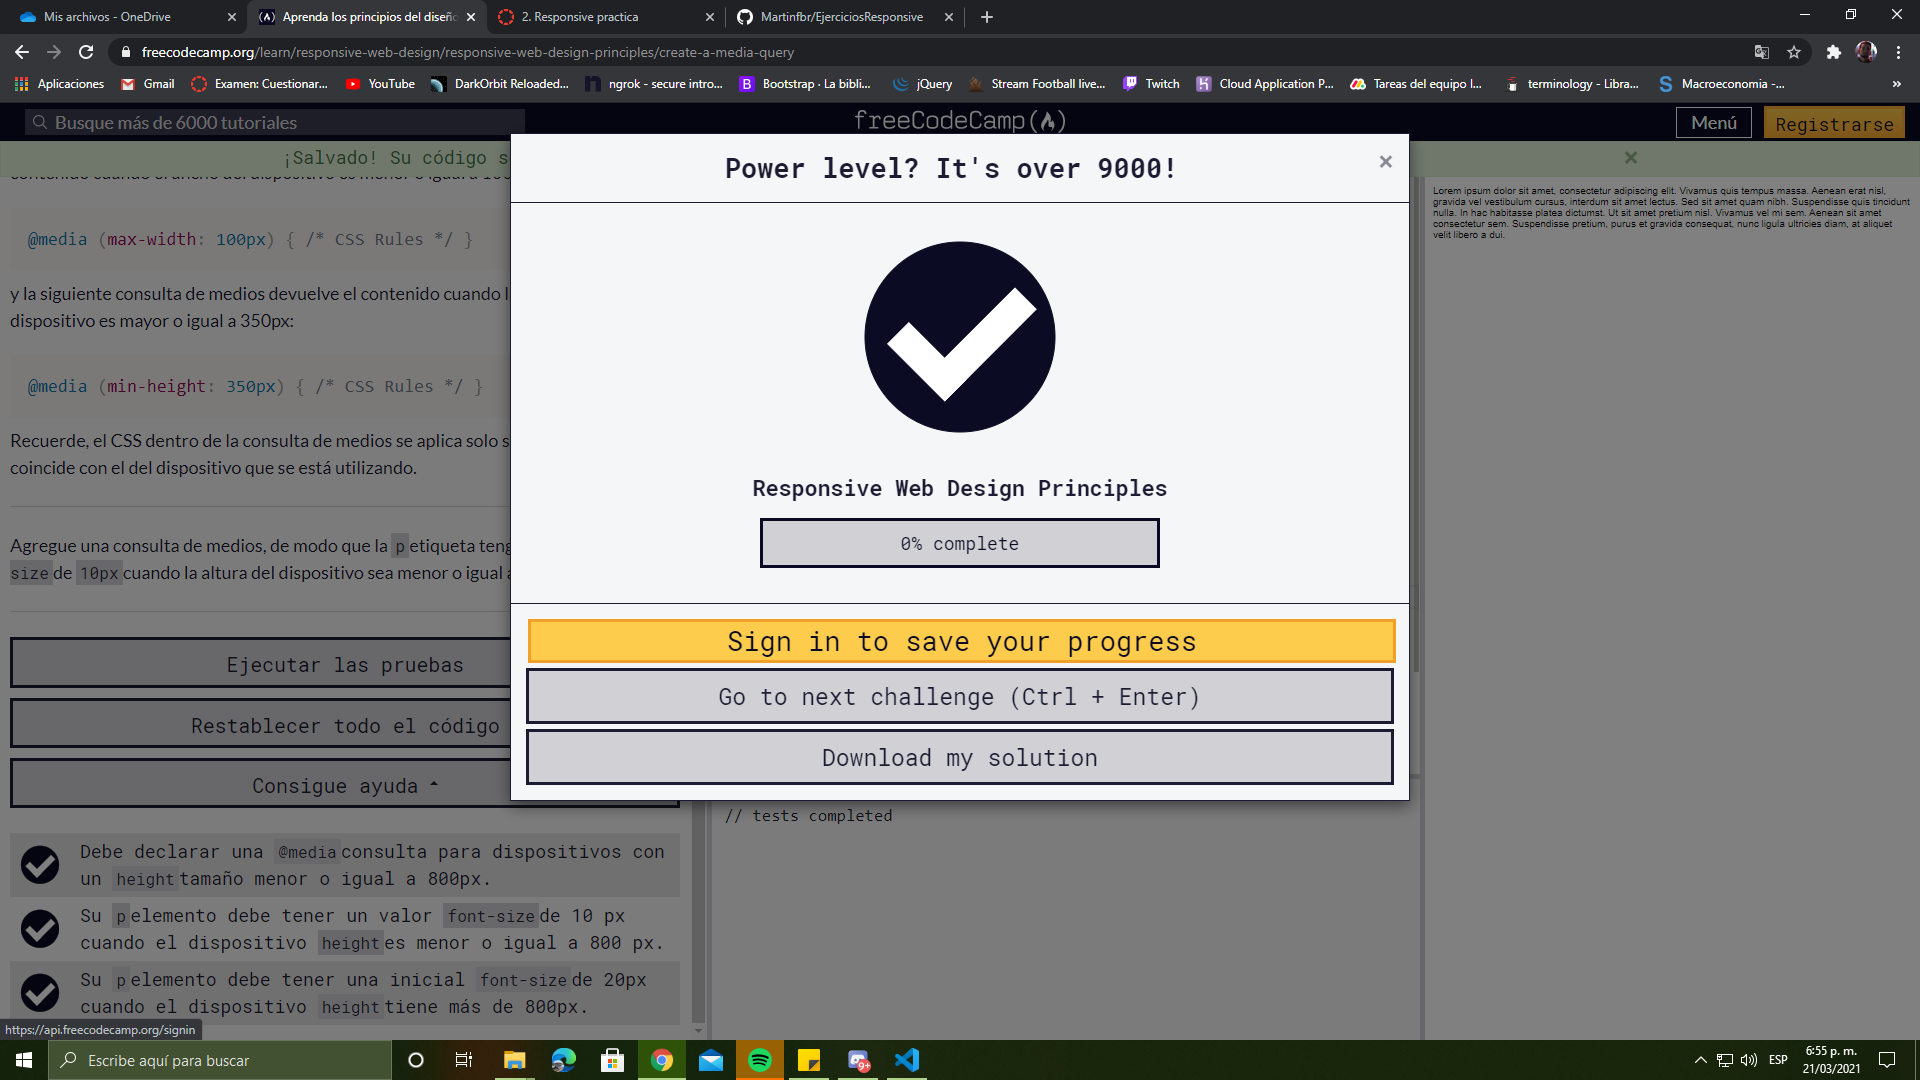 Mis archivos - OneDrive
Aprenda los principios del diseño
2. Responsive practica
Martinfbr/EjerciciosResponsive
freecodecamp.org/learn/responsive-web-design/responsive-web-design-principles/create-a-media-query
Aplicaciones
Gmail
Examen: Cuestionar...
YouTube
DarkOrbit Reloaded...
ngrok - secure intro...
Bootstrap · La bibli...
jQuery
Stream Football live...
Twitch
Cloud Application P...
Tareas del equipo I...
terminology - Libra...
Macroeconomia -...
»
Busque más de 6000 tutoriales
freeCodeCamp
Menú
Registrarse
¡Salvado! Su código s
@media (max-width: 100px) { /* CSS Rules */ }
y la siguiente consulta de medios devuelve el contenido cuando l
dispositivo es mayor o igual a 350px:
@media (min-height: 350px) { /* CSS Rules */ }
Recuerde, el CSS dentro de la consulta de medios se aplica solo s
coincide con el del dispositivo que se está utilizando.
Agregue una consulta de medios, de modo que la p etiqueta teng
size de 10px cuando la altura del dispositivo sea menor o igual a
Ejecutar las pruebas
Restablecer todo el código
Consigue ayuda
Debe declarar una @media consulta para dispositivos con
un height tamaño menor o igual a 800px.
Su p elemento debe tener un valor font-size de 10 px
cuando el dispositivo height es menor o igual a 800 px.
Su p elemento debe tener una inicial font-size de 20px
cuando el dispositivo height tiene más de 800px.
https://api.freecodecamp.org/signin
Power level? It's over 9000!
×
Responsive Web Design Principles
0% complete
Sign in to save your progress
Go to next challenge (Ctrl + Enter)
Download my solution
// tests completed
×
Lorem ipsum dolor sit amet, consectetur adipiscing elit. Vivamus quis tempus massa. Aenean erat nisl,
gravida vel vestibulum cursus, interdum sit amet lectus. Sed sit amet quam nibh. Suspendisse quis tincidunt
nulla. In hac habitasse platea dictumst. Ut sit amet pretium nisl. Vivamus vel mi sem. Aenean sit amet
consectetur sem. Suspendisse pretium, purus et gravida consequat, nunc ligula ultricies diam, at aliquet
velit libero a dui.
Escribe aquí para buscar
9+
ESP
6:55 p. m.
21/03/2021